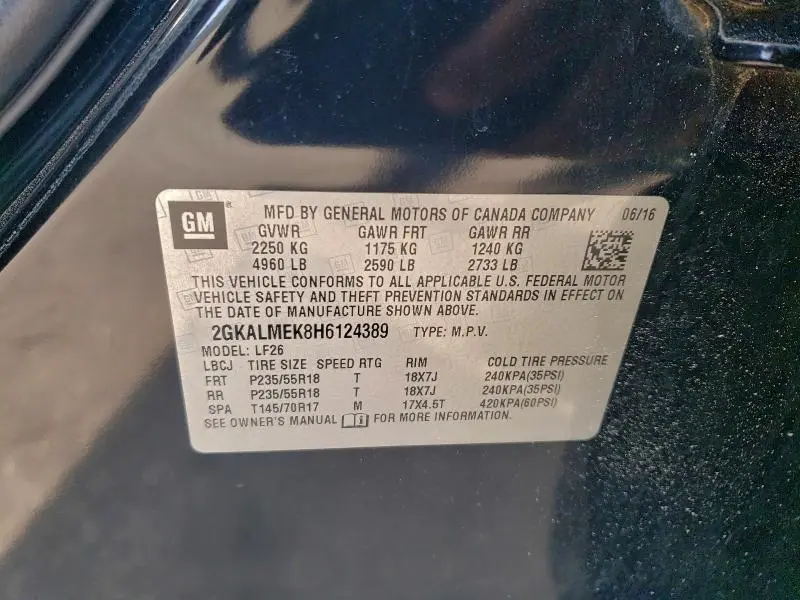 GM ® MFD BY GENERAL MOTORS OF CANADA COMPANY 06/16
GVWR GAWR FRT GAWR RR
2250 KG 1175 KG 1240 KG
4960 LB 2590 LB 2733 LB
THIS VEHICLE CONFORMS TO ALL APPLICABLE U.S. FEDERAL MOTOR
VEHICLE SAFETY AND THEFT PREVENTION STANDARDS IN EFFECT ON
THE DATE OF MANUFACTURE SHOWN ABOVE.
2GKALMEK8H6124389 TYPE: M.P.V.
MODEL: LF26
LBCJ TIRE SIZE SPEED RTG RIM COLD TIRE PRESSURE
FRT P235/55R18 T 18X7J 240KPA(35PSI)
RR P235/55R18 T 18X7J 240KPA(35PSI)
SPA T145/70R17 M 17X4.5T 420KPA(60PSI)
SEE OWNER'S MANUAL FOR MORE INFORMATION.